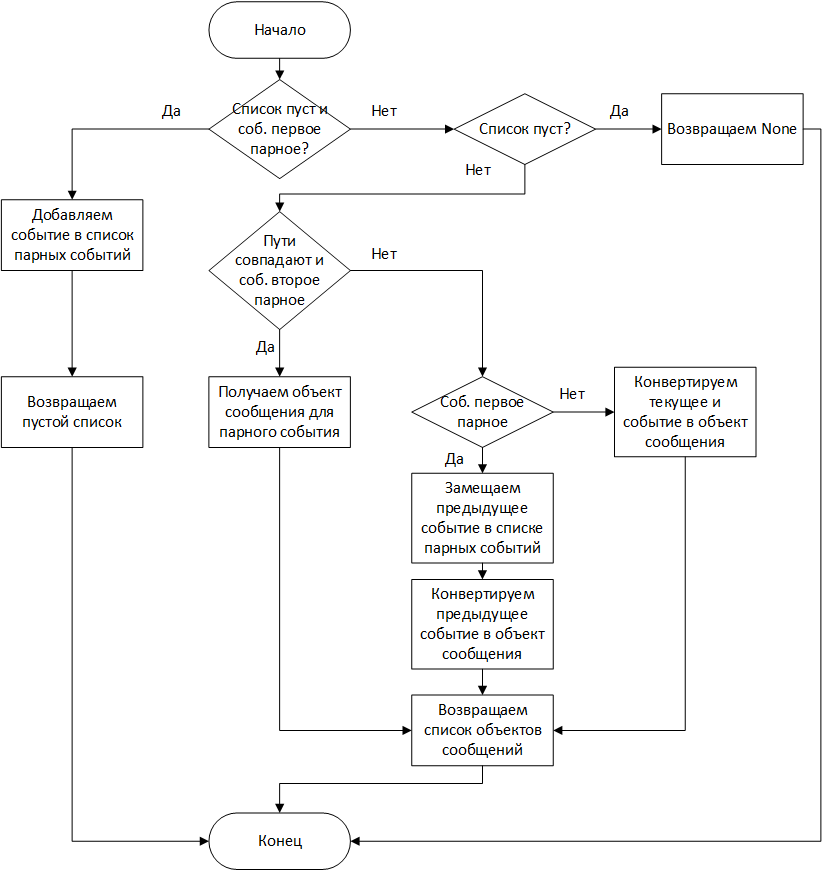 Начало
Да
Список пуст и
соб. первое
парное?
Нет
Список пуст?
Да
Возвращаем None
Нет
Добавляем
событие в список
парных событий
Пути
совпадают и
соб. второе
парное
Нет
Да
Возвращаем
пустой список
Получаем объект
сообщения для
парного события
Соб. первое
парное
Нет
Конвертируем
текущее и
событие в объект
сообщения
Да
Замещаем
предыдущее
событие в списке
парных событий
Конвертируем
предыдущее
событие в объект
сообщения
Возвращаем
список объектов
сообщений
Конец